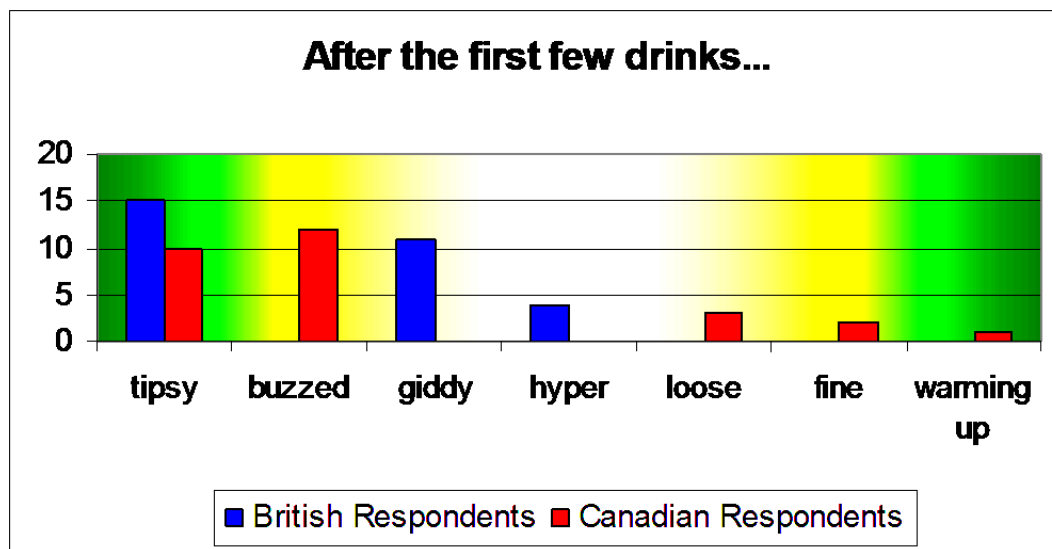 After the first few drinks...
20
15
10
5
0
tipsy buzzed giddy hyper loose fine warming
up
British Respondents Canadian Respondents